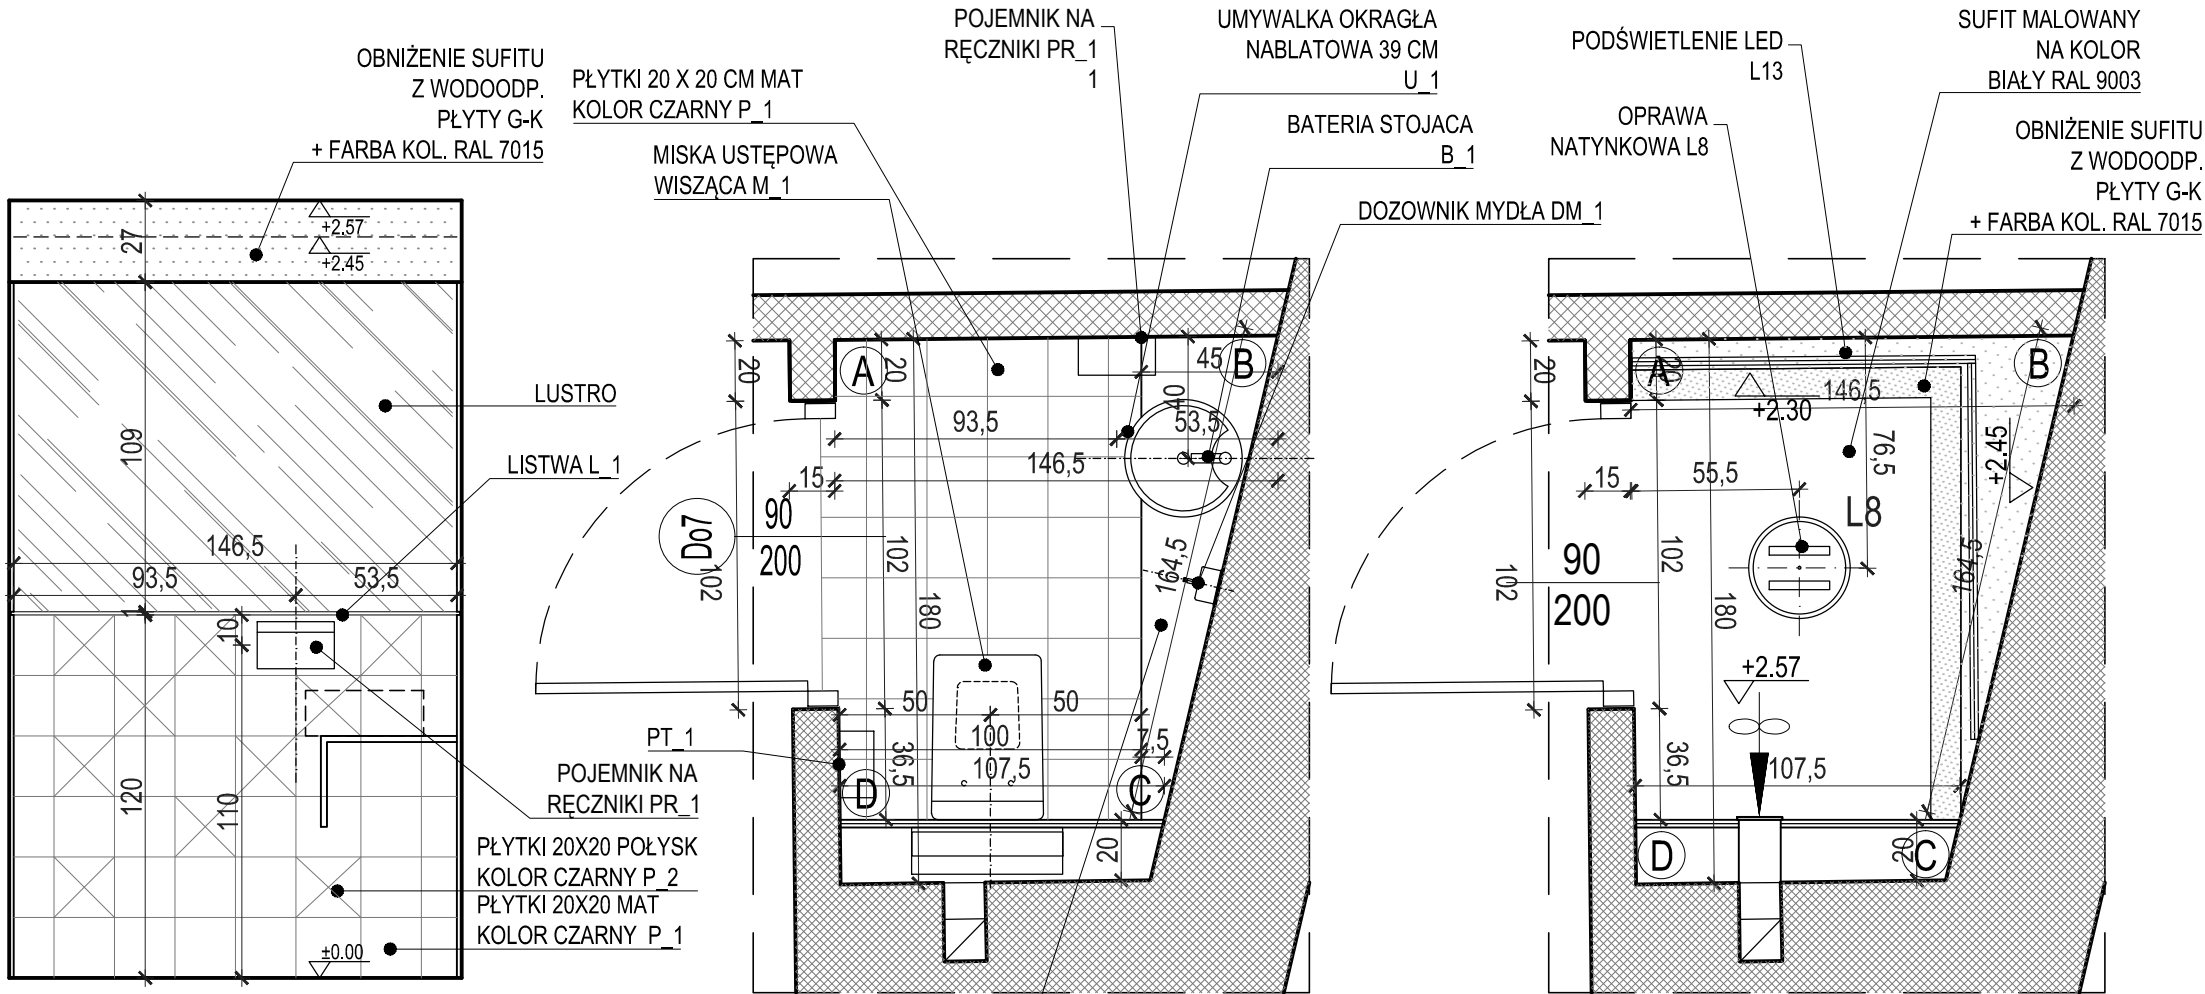 OBNIŻENIE SUFITU
Z WODOODP.
PŁYTY G-K
+ FARBA KOL. RAL 7015
+2.57
+2.45
27
109
LUSTRO
LISTWA L_1
146,5
93,5
53,5
1
10
120
110
POJEMNIK NA
RĘCZNIKI PR_1
PŁYTKI 20X20 POŁYSK
KOLOR CZARNY P_2
PŁYTKI 20X20 MAT
KOLOR CZARNY P_1
±0.00
PŁYTKI 20 X 20 CM MAT
KOLOR CZARNY P_1
MISKA USTĘPOWA
WISZĄCA M_1
POJEMNIK NA
RĘCZNIKI PR_1
1
UMYWALKA OKRAGŁA
NABLATOWA 39 CM
U_1
BATERIA STOJACA
B_1
DOZOWNIK MYDŁA DM_1
A
B
20
20
45
40
93,5
53,5
146,5
15
Do7
90
200
102
102
180
164,5
50
50
100
7,5
107,5
36,5
PT_1
D
C
20
PODŚWIETLENIE LED
L13
OPRAWA
NATYNKOWA L8
SUFIT MALOWANY
NA KOLOR
BIAŁY RAL 9003
OBNIŻENIE SUFITU
Z WODOODP.
PŁYTY G-K
+ FARBA KOL. RAL 7015
A
B
20
20
146,5
+2.30
76,5
+2.45
15
55,5
L8
90
200
102
102
180
164,5
+2.57
36,5
107,5
D
C
20